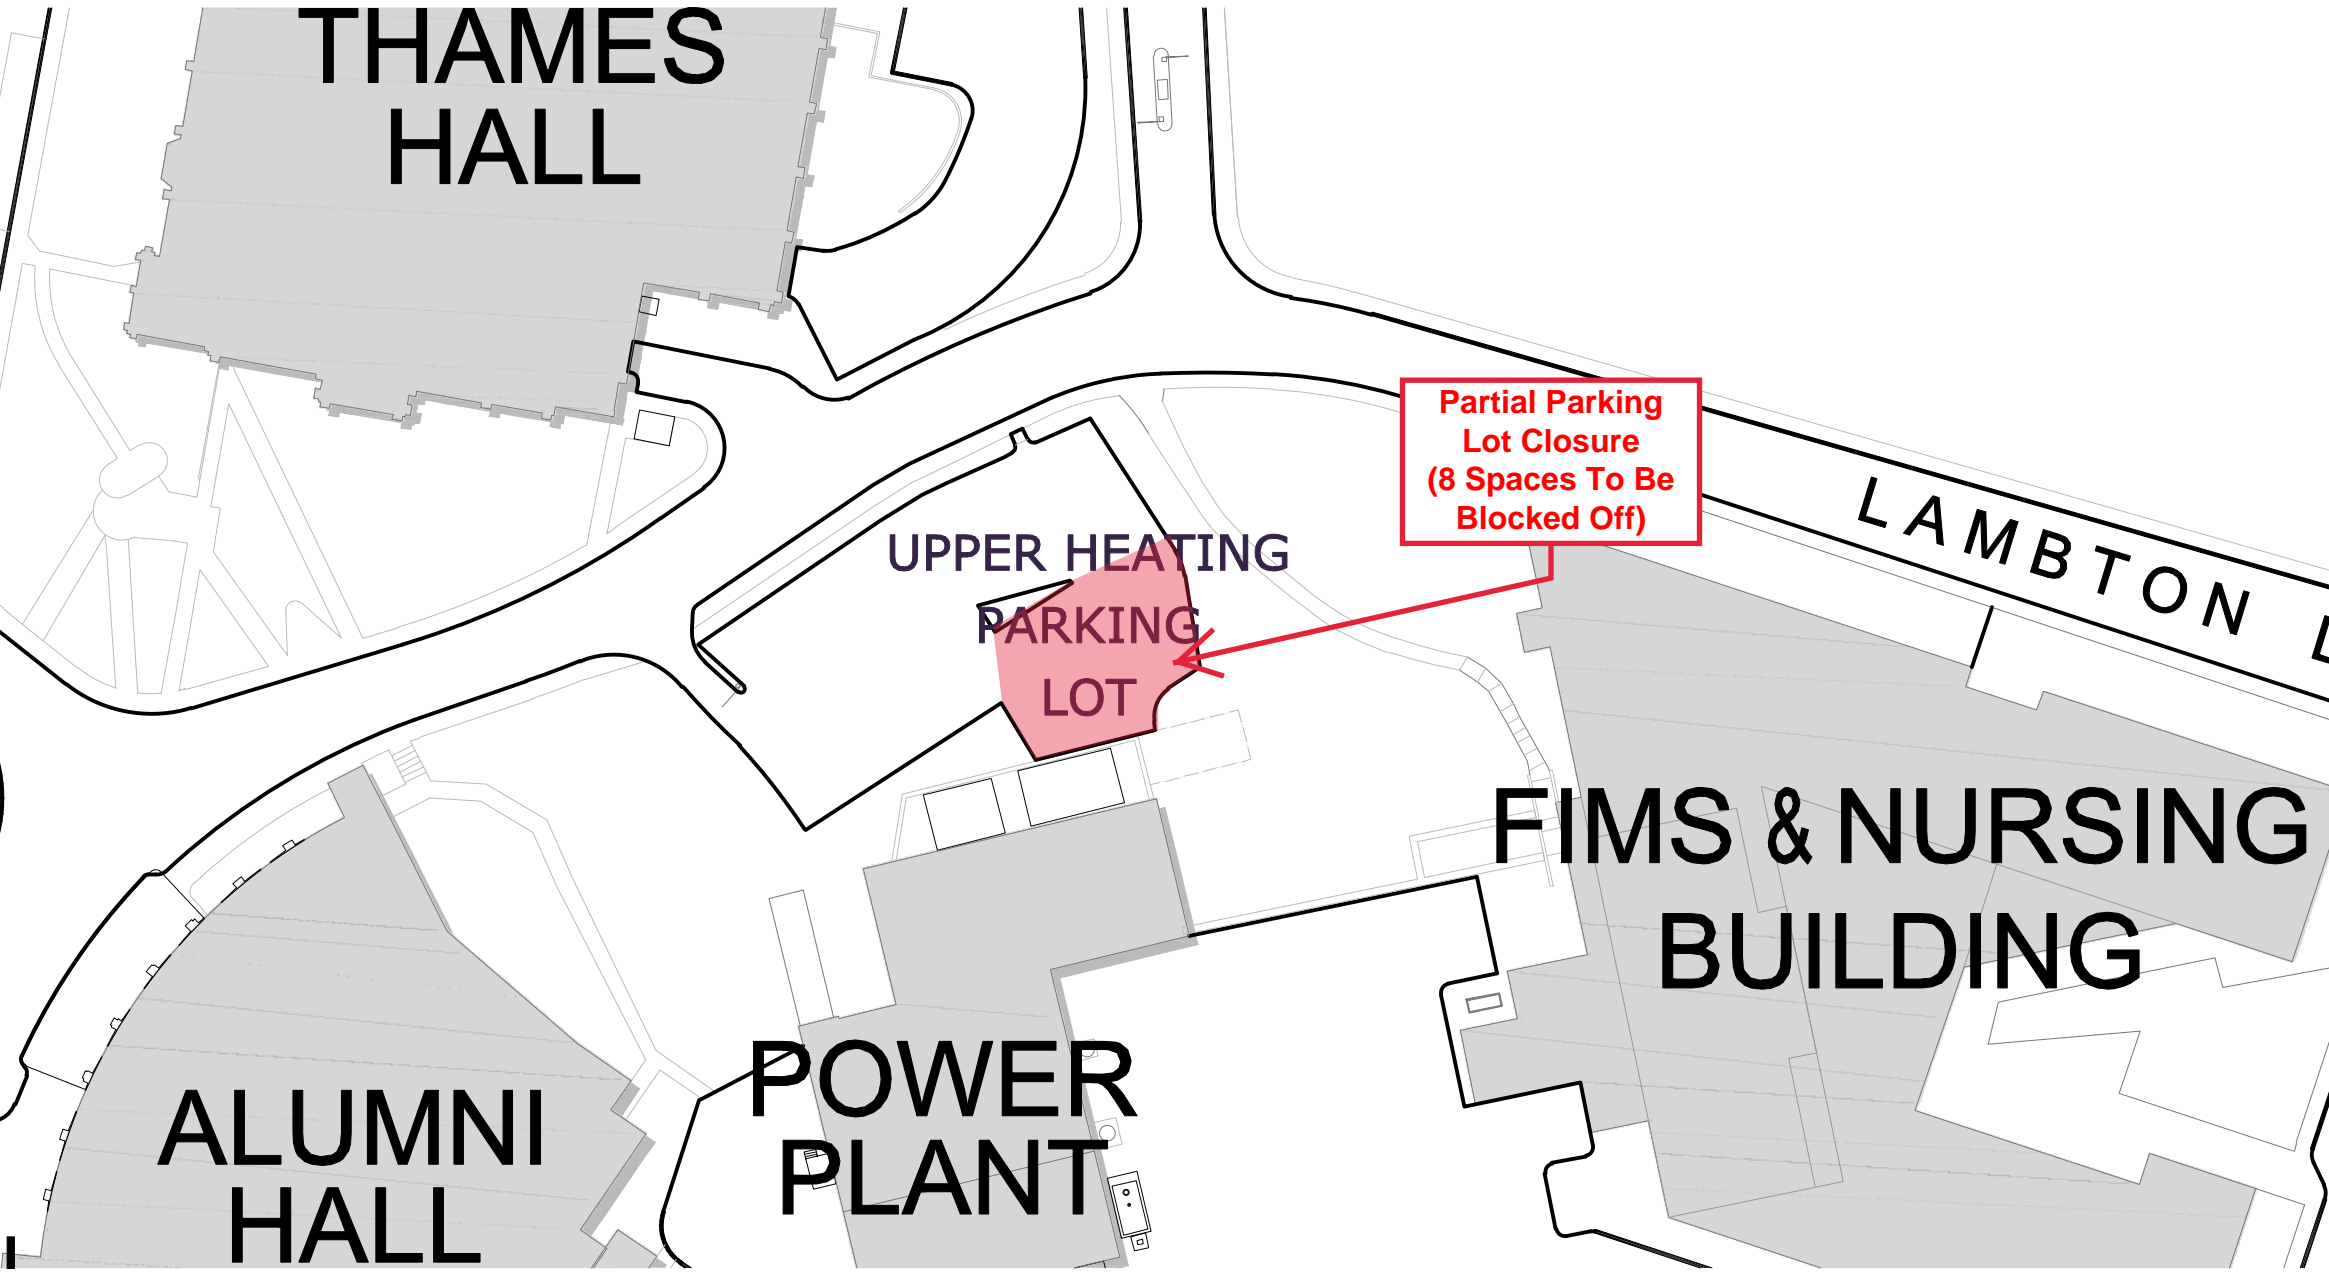 THAMES
HALL
Partial Parking
Lot Closure
(8 Spaces To Be
Blocked Off)
LAMBTON
UPPER HEATING
PARKING
LOT
FIMS & NURSING
BUILDING
POWER
PLANT
ALUMNI
HALL